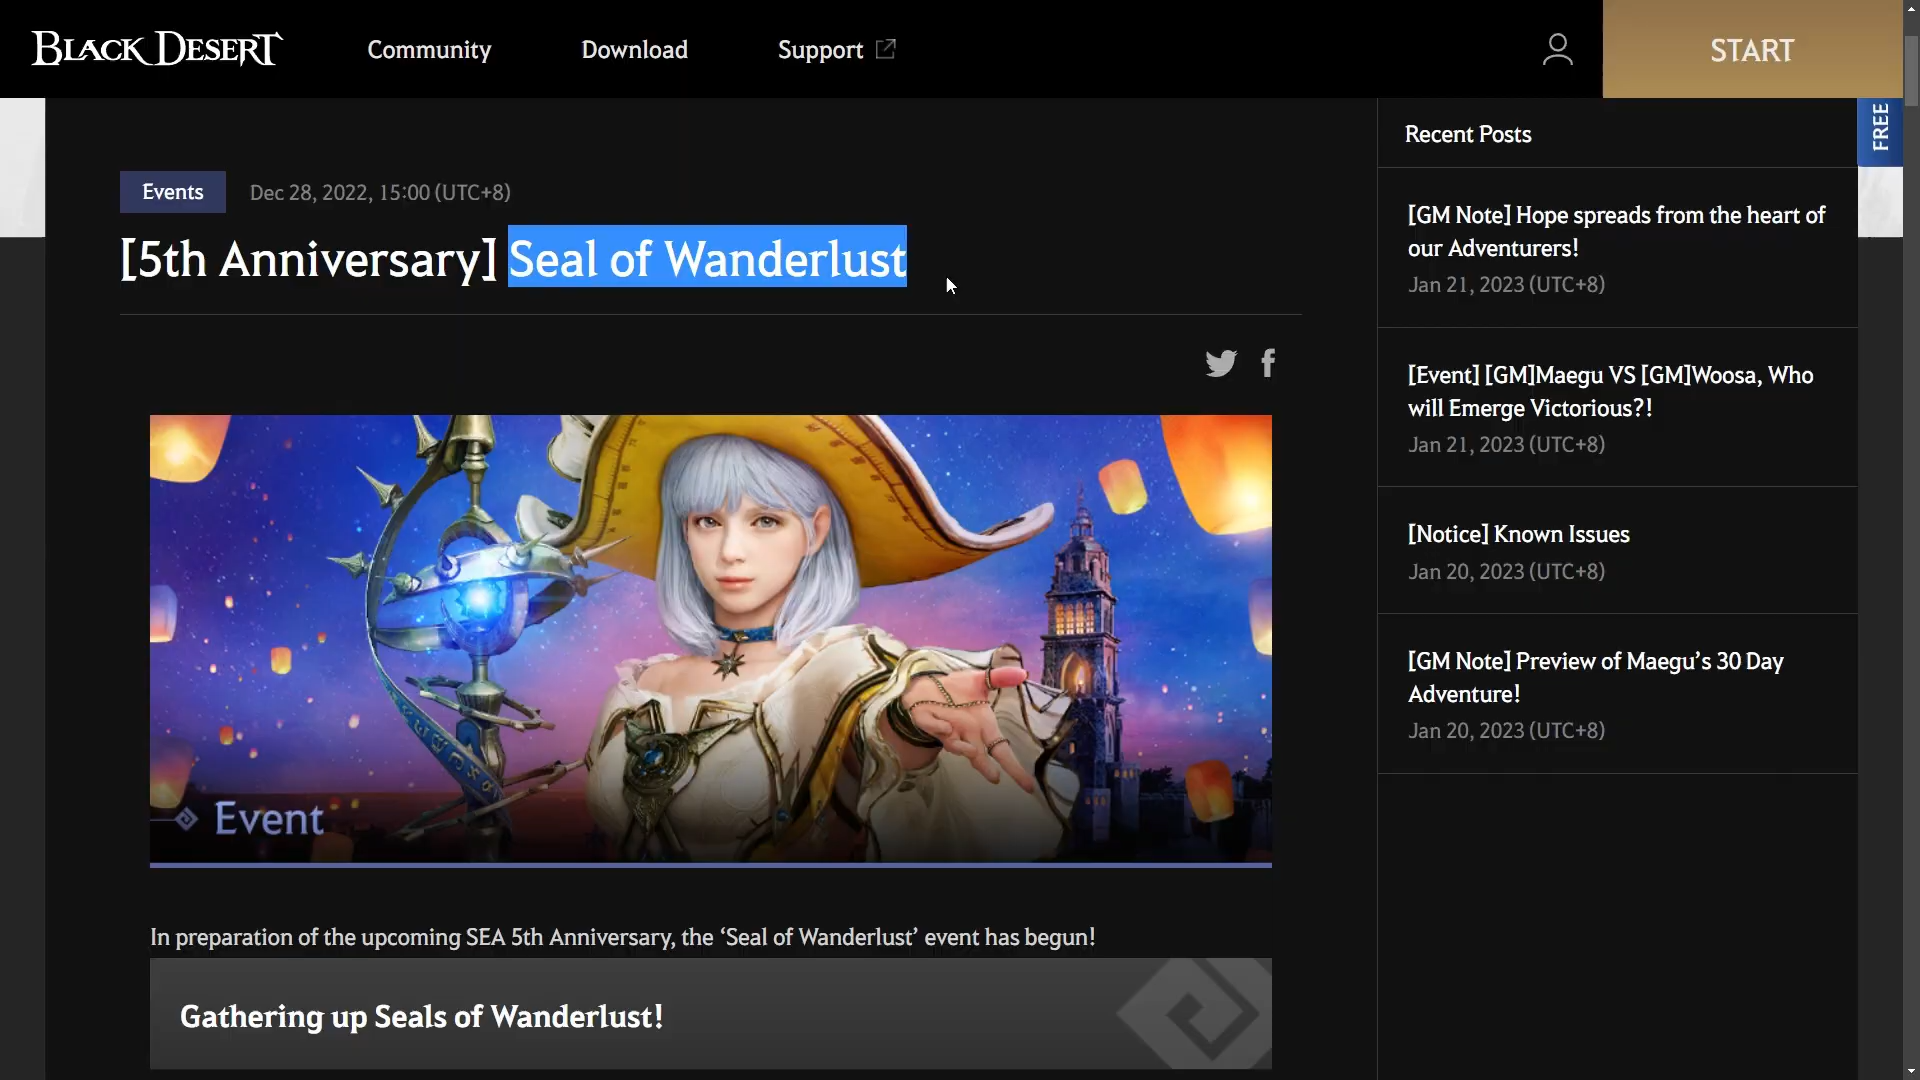 BLACK DESERT
Community
Download
Support
START
FREE
Events
Dec 28, 2022, 15:00 (UTC+8)
[5th Anniversary] Seal of Wanderlust
Event
In preparation of the upcoming SEA 5th Anniversary, the ‘Seal of Wanderlust’ event has begun!
Gathering up Seals of Wanderlust!
Recent Posts
[GM Note] Hope spreads from the heart of
our Adventurers!
Jan 21, 2023 (UTC+8)
[Event] [GM]Maegu VS [GM]Woosa, Who
will Emerge Victorious?!
Jan 21, 2023 (UTC+8)
[Notice] Known Issues
Jan 20, 2023 (UTC+8)
[GM Note] Preview of Maegu’s 30 Day
Adventure!
Jan 20, 2023 (UTC+8)